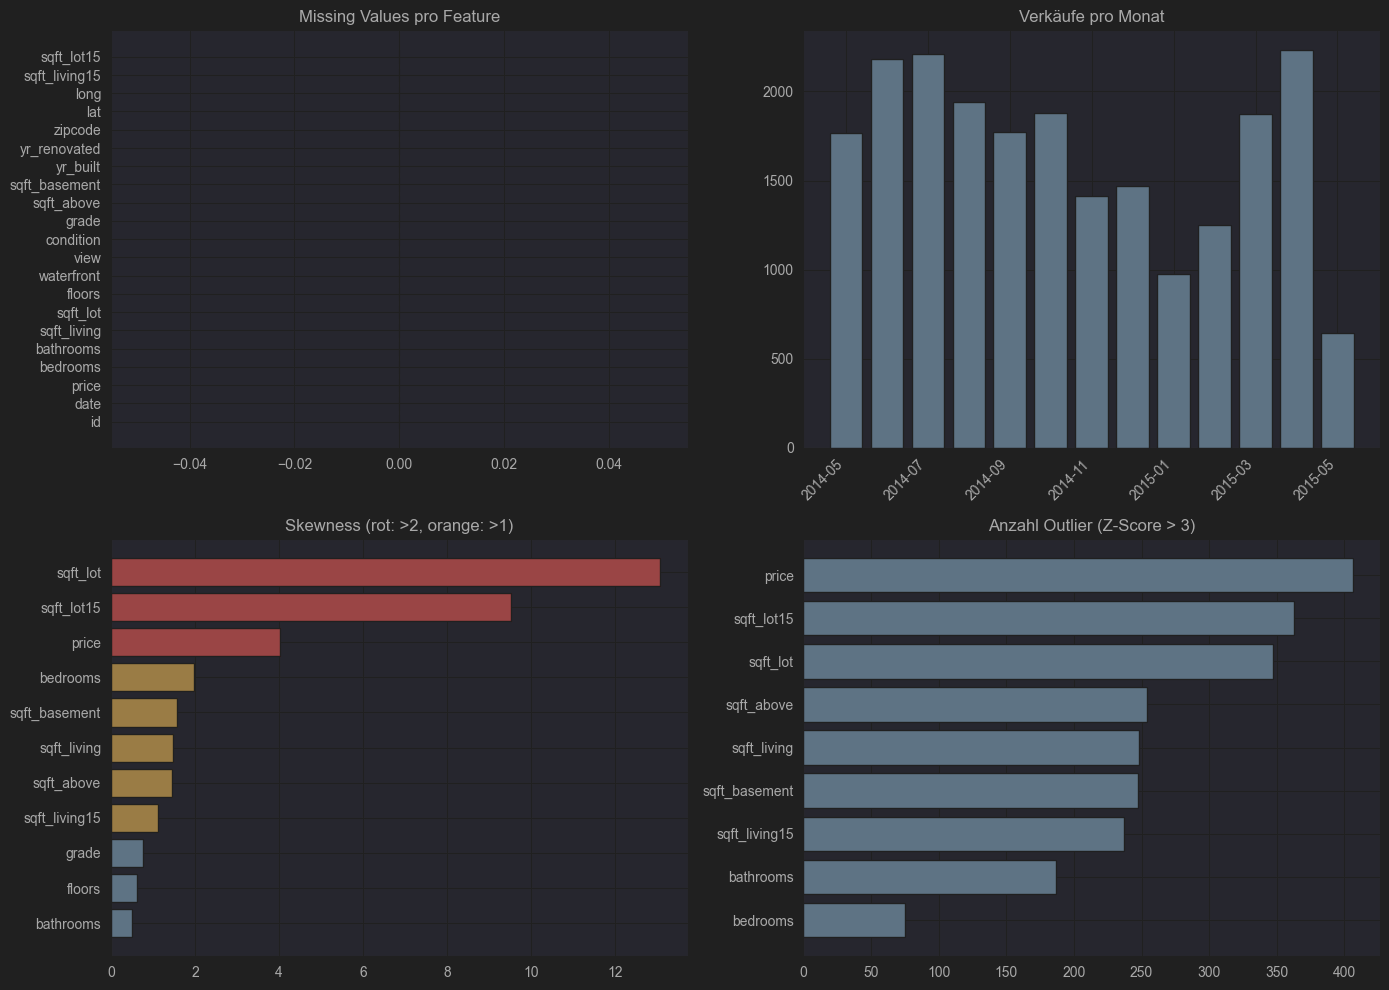 Missing Values pro Feature
sqft_lot15
sqft_living15
long
lat
zipcode
yr_renovated
yr_built
sqft_basement
sqft_above
grade
condition
view
waterfront
floors
sqft_lot
sqft_living
bathrooms
bedrooms
price
date
id
−0.04 −0.02 0.00 0.02 0.04
Verkäufe pro Monat
2000
1500
1000
500
0
2014-05 2014-07 2014-09 2014-11 2015-01 2015-03 2015-05
Skewness (rot: >2, orange: >1)
sqft_lot
sqft_lot15
price
bedrooms
sqft_basement
sqft_living
sqft_above
sqft_living15
grade
floors
bathrooms
0 2 4 6 8 10 12
Anzahl Outlier (Z-Score > 3)
price
sqft_lot15
sqft_lot
sqft_above
sqft_living
sqft_basement
sqft_living15
bathrooms
bedrooms
0 50 100 150 200 250 300 350 400